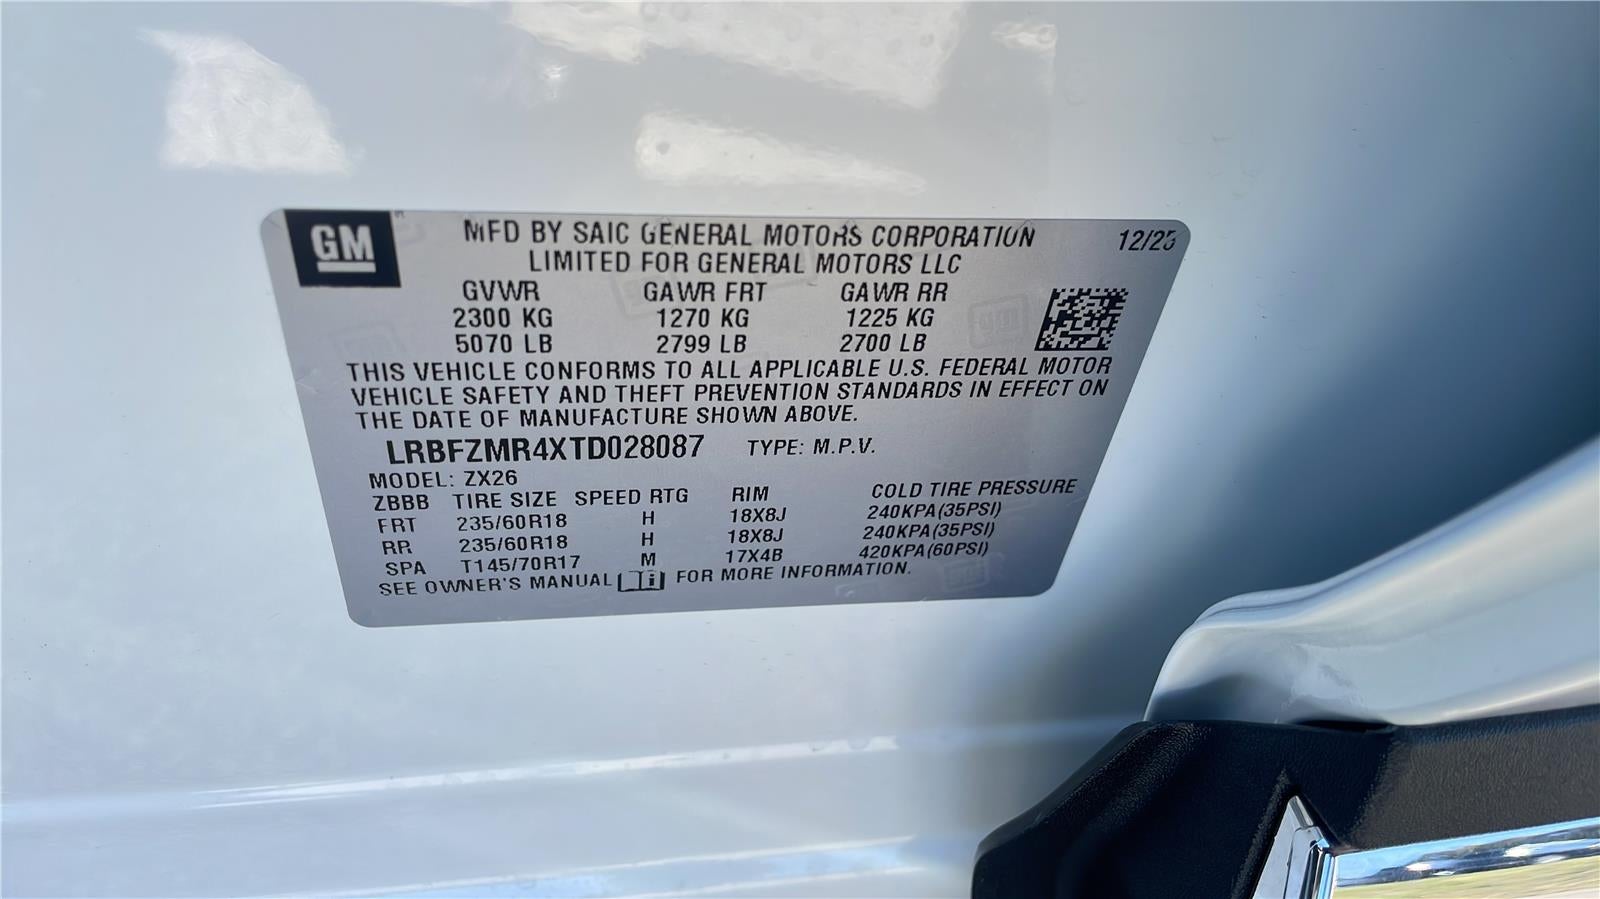 GM
MFD BY SAIC GENERAL MOTORS CORPORATION 12/25
LIMITED FOR GENERAL MOTORS LLC
GVWR GAWR FRT GAWR RR
2300 KG 1270 KG 1225 KG
5070 LB 2799 LB 2700 LB
THIS VEHICLE CONFORMS TO ALL APPLICABLE U.S. FEDERAL MOTOR
VEHICLE SAFETY AND THEFT PREVENTION STANDARDS IN EFFECT ON
THE DATE OF MANUFACTURE SHOWN ABOVE.
LRBFZMR4XTD028087 TYPE: M.P.V.
MODEL: ZX26
ZBBB TIRE SIZE SPEED RTG RIM COLD TIRE PRESSURE
FRT 235/60R18 H 18X8J 240KPA(35PSI)
RR 235/60R18 H 18X8J 240KPA(35PSI)
SPA T145/70R17 M 17X4B 420KPA(60PSI)
SEE OWNER'S MANUAL i FOR MORE INFORMATION.